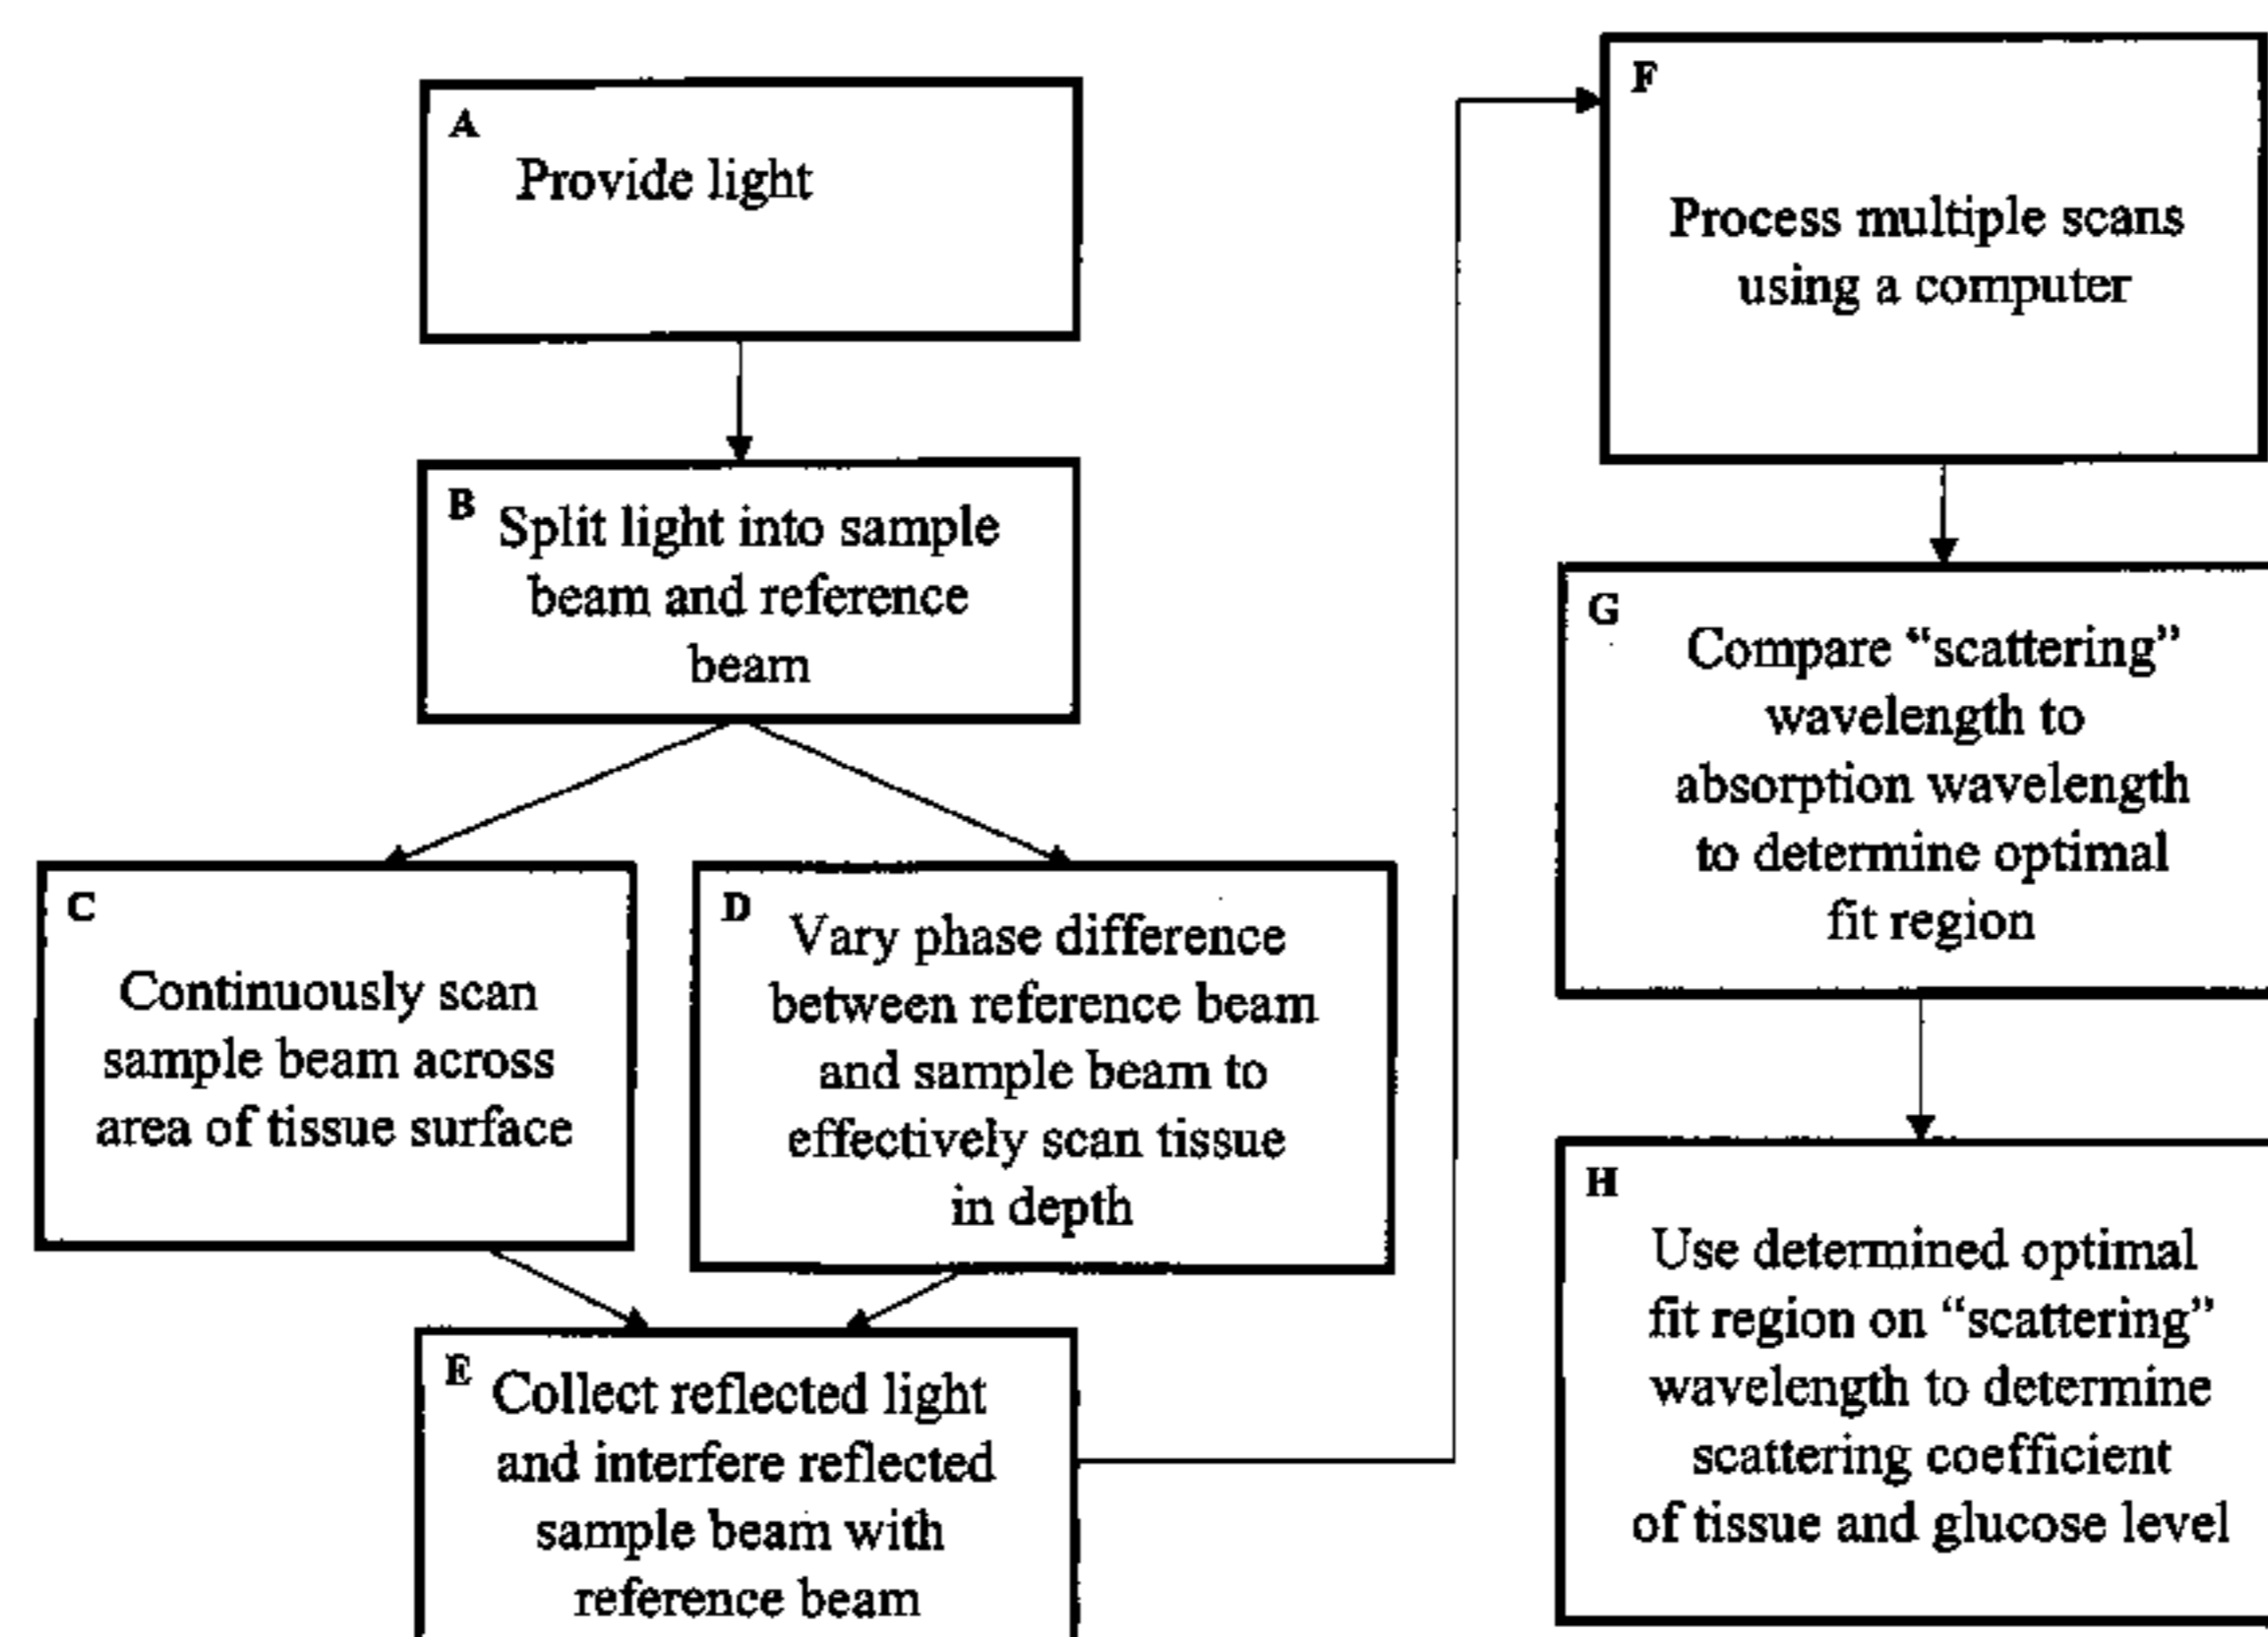 A
Provide light
B
Split light into sample
beam and reference
beam
C
Continuously scan
sample beam across
area of tissue surface
D
Vary phase difference
between reference beam
and sample beam to
effectively scan tissue
in depth
E
Collect reflected light
and interfere reflected
sample beam with
reference beam
F
Process multiple scans
using a computer
G
Compare “scattering”
wavelength to
absorption wavelength
to determine optimal
fit region
H
Use determined optimal
fit region on “scattering”
wavelength to determine
scattering coefficient
of tissue and glucose level